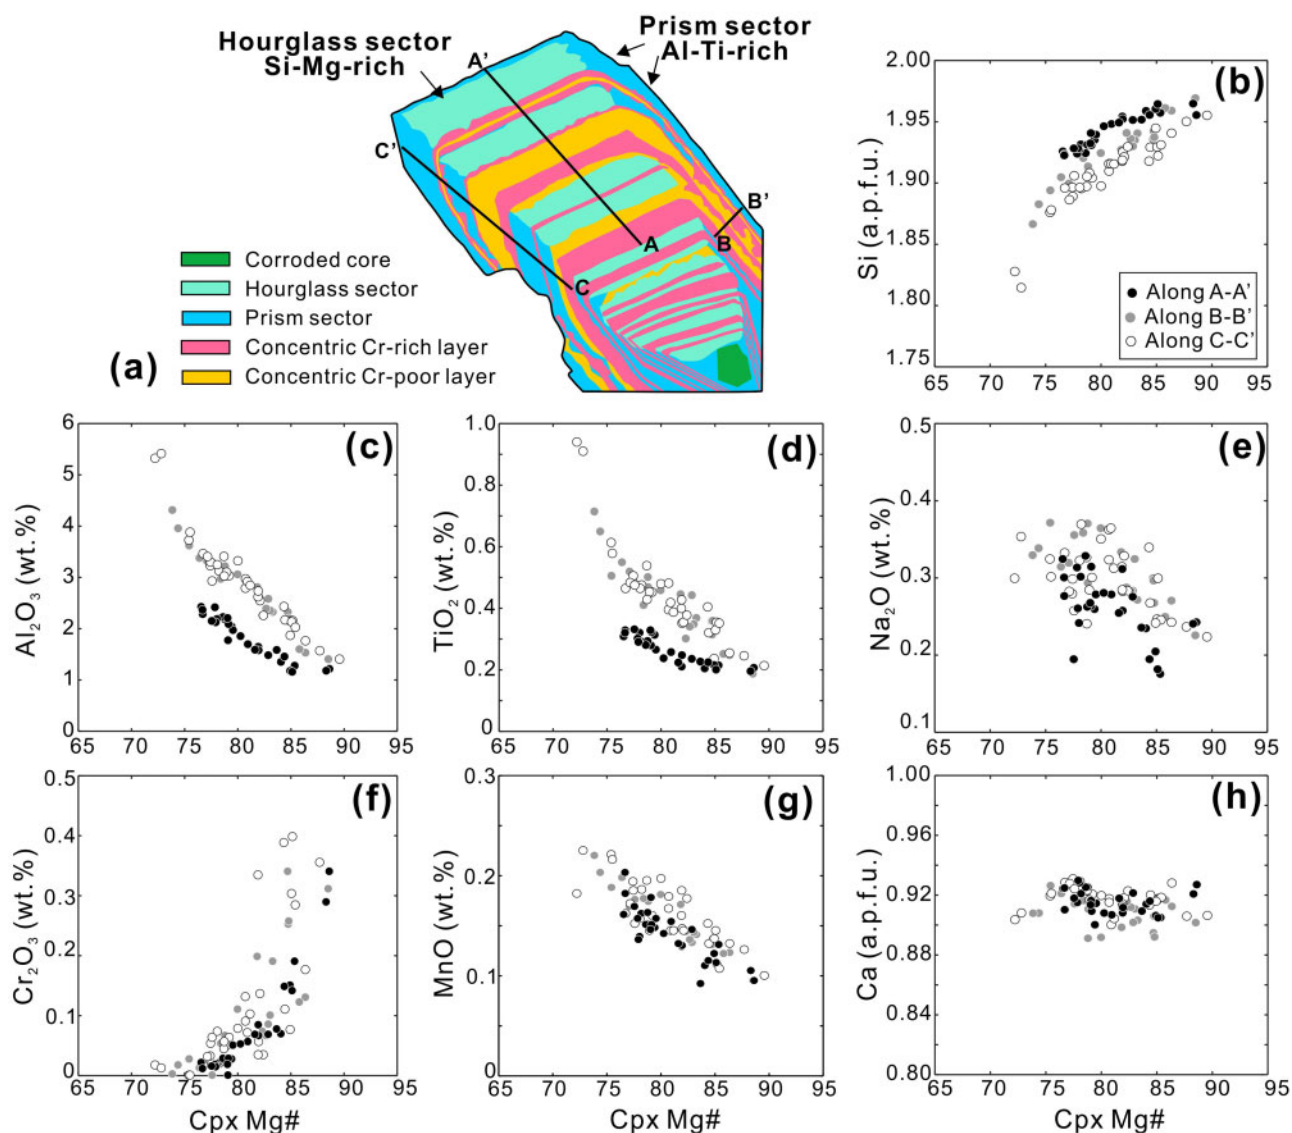 Hourglass sector
Si-Mg-rich
Prism sector
Al-Ti-rich
A'
C'
B'
A
B
C
Corroded core
Hourglass sector
Prism sector
Concentric Cr-rich layer
Concentric Cr-poor layer
(a)
(b)
Si (a.p.f.u.)
2.00
1.95
1.90
1.85
1.80
1.75
65 70 75 80 85 90 95
Along A-A'
Along B-B'
Along C-C'
(c)
Al2O3 (wt.%)
6
5
4
3
2
1
0
65 70 75 80 85 90 95
(d)
TiO2 (wt.%)
1.0
0.8
0.6
0.4
0.2
0
65 70 75 80 85 90 95
(e)
Na2O (wt.%)
0.5
0.4
0.3
0.2
0.1
65 70 75 80 85 90 95
(f)
Cr2O3 (wt.%)
0.5
0.4
0.3
0.2
0.1
0
65 70 75 80 85 90 95
Cpx Mg#
(g)
MnO (wt.%)
0.3
0.2
0.1
0
65 70 75 80 85 90 95
Cpx Mg#
(h)
Ca (a.p.f.u.)
1.00
0.96
0.92
0.88
0.84
0.80
65 70 75 80 85 90 95
Cpx Mg#